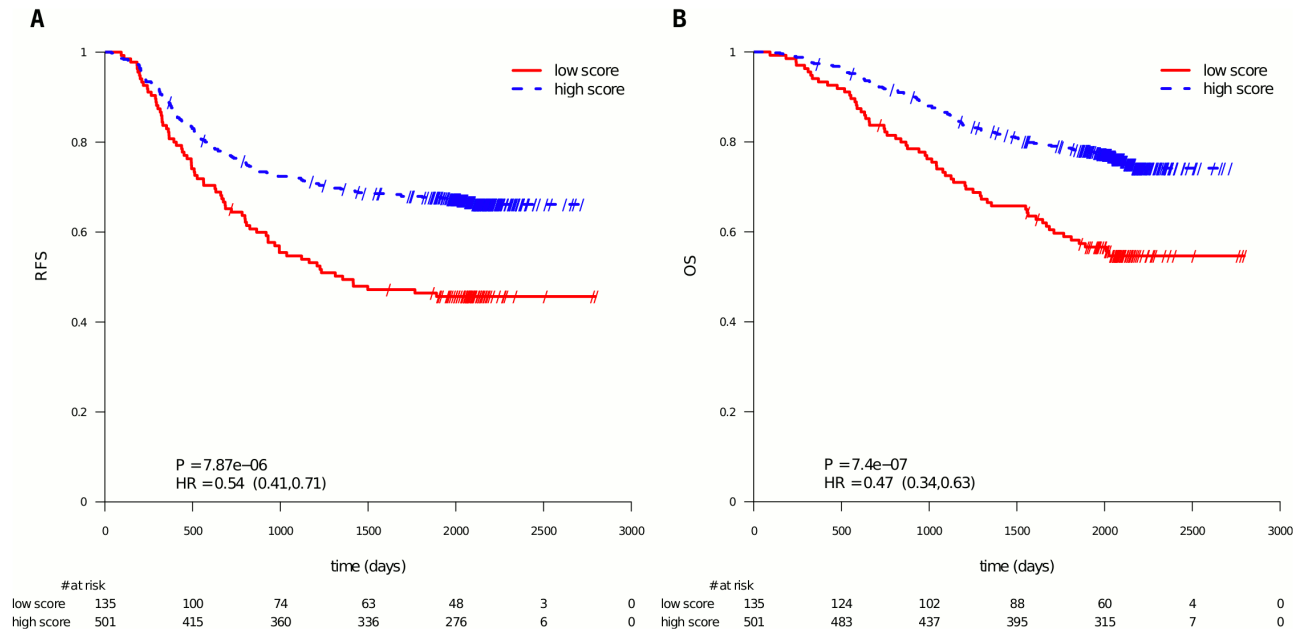 A
1
0.8
0.6
0.4
0.2
0
RFS
low score
high score
P = 7.87e−06
HR = 0.54 (0.41,0.71)
0 500 1000 1500 2000 2500 3000
time (days)
# at risk
low score 135 100 74 63 48 3 0
high score 501 415 360 336 276 6 0
B
1
0.8
0.6
0.4
0.2
0
OS
low score
high score
P = 7.4e−07
HR = 0.47 (0.34,0.63)
0 500 1000 1500 2000 2500 3000
time (days)
# at risk
low score 135 124 102 88 60 4 0
high score 501 483 437 395 315 7 0